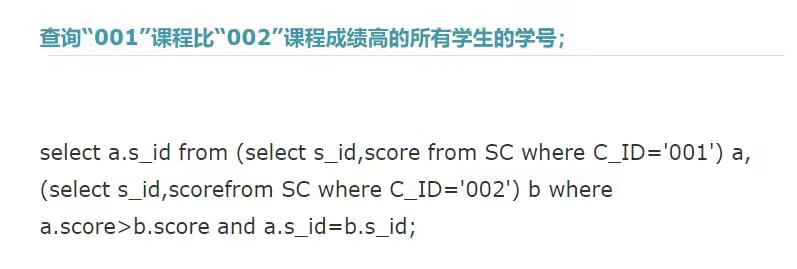 查询“001”课程比“002”课程成绩高的所有学生的学号；
select a.s_id from (select s_id,score from SC where C_ID='001') a,
(select s_id,scorefrom SC where C_ID='002') b where
a.score>b.score and a.s_id=b.s_id;